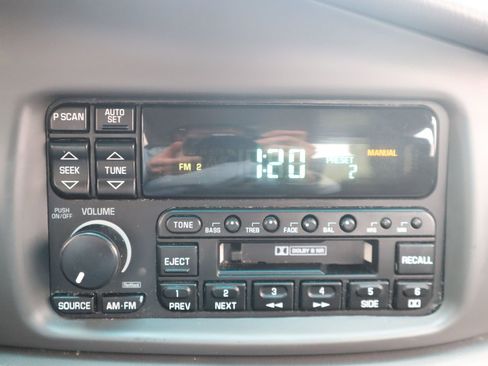 P SCAN
AUTO SET
SEEK
TUNE
FM 2
1:20
PRESET 2
MANUAL
PUSH ON/OFF
VOLUME
TONE
BASS
TREB
FADE
BAL
EJECT
DOLBY B NR
RECALL
SOURCE
AM•FM
1 PREV
2 NEXT
3
4
5 SIDE
6